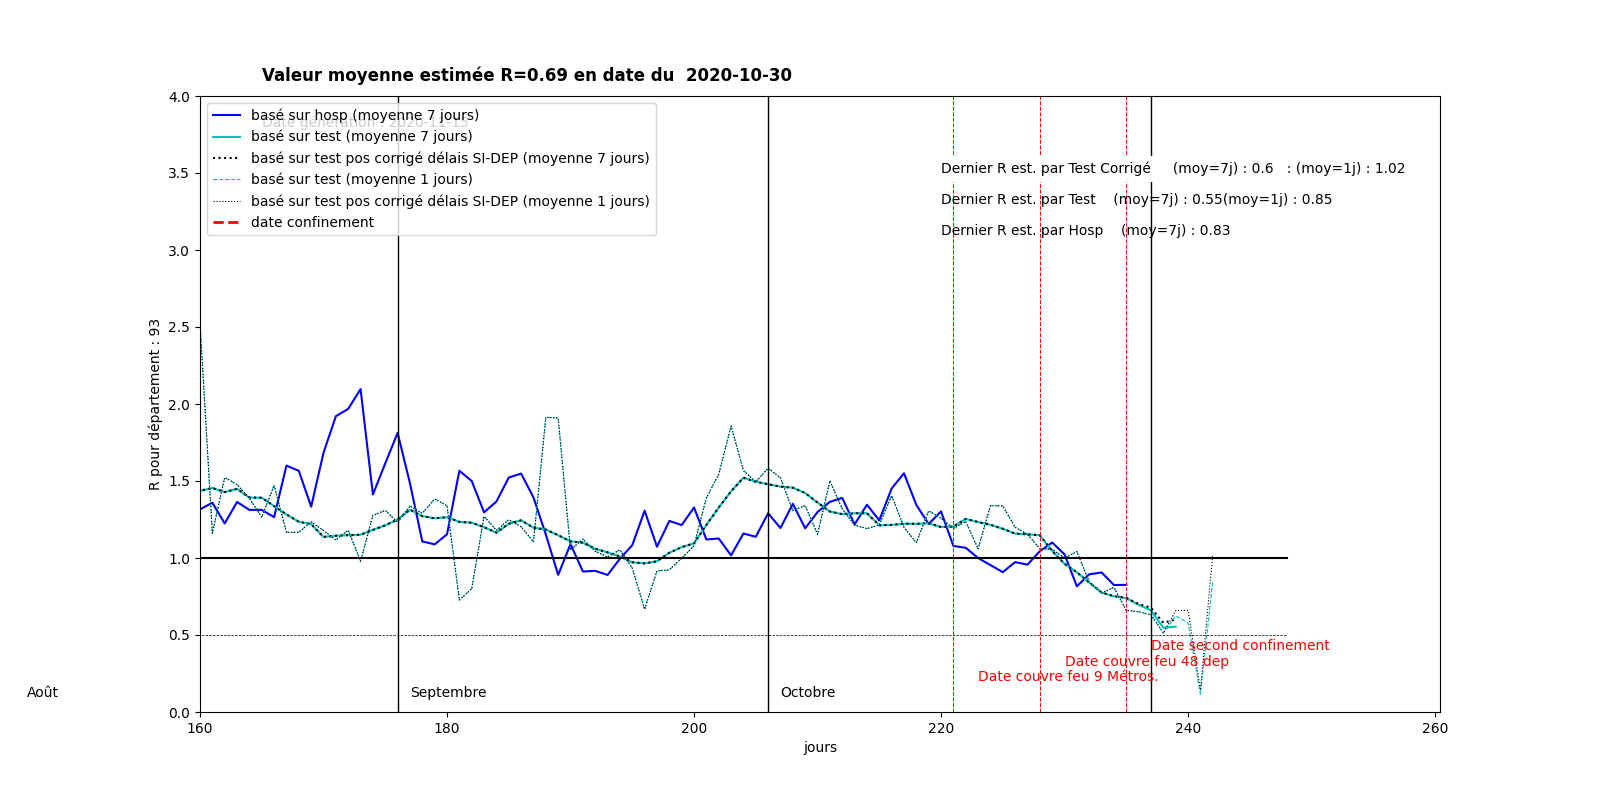 Valeur moyenne estimée R=0.69 en date du  2020-10-30
4.0
basé sur hosp (moyenne 7 jours)
Date génération : 2020-11-15
basé sur test (moyenne 7 jours)
basé sur test pos corrigé délais SI-DEP (moyenne 7 jours)
basé sur test (moyenne 1 jours)
basé sur test pos corrigé délais SI-DEP (moyenne 1 jours)
date confinement
Dernier R est. par Test Corrigé     (moy=7j) : 0.6   : (moy=1j) : 1.02
Dernier R est. par Test    (moy=7j) : 0.55(moy=1j) : 0.85
Dernier R est. par Hosp    (moy=7j) : 0.83
3.5
3.0
2.5
2.0
1.5
1.0
0.5
0.0
R pour département : 93
Date second confinement
Date couvre feu 48 dep
Date couvre feu 9 Métros.
Août
Septembre
Octobre
160
180
200
220
240
260
jours